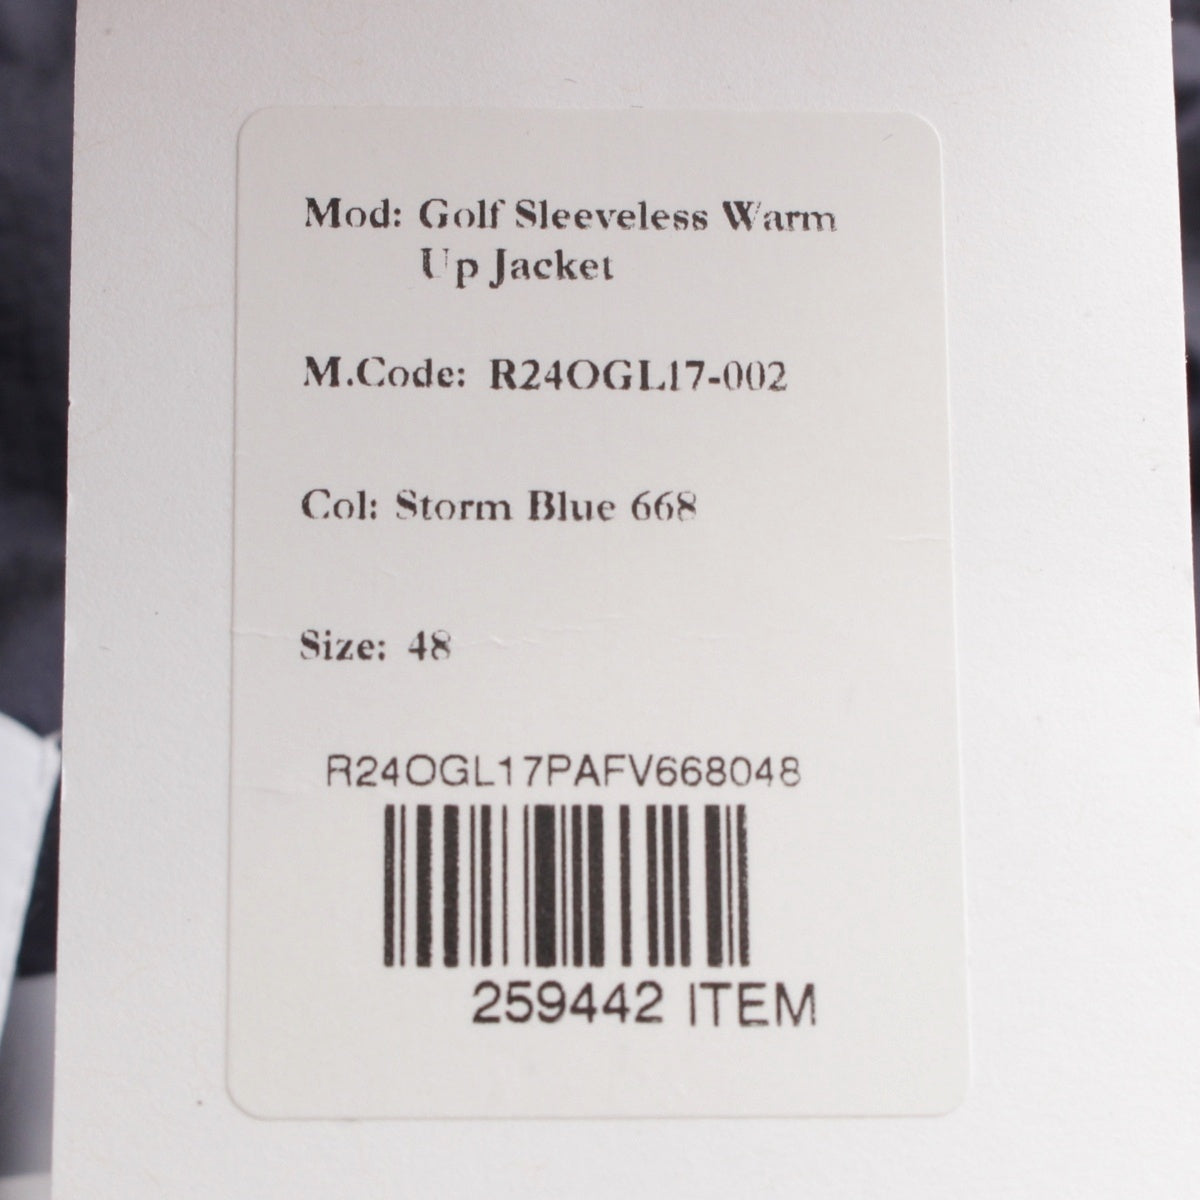 Mod: Golf Sleeveless Warm
Up Jacket
M.Code: R24OGL17-002
Col: Storm Blue 668
Size: 48
R24OGL17PAFV668048
259442 ITEM